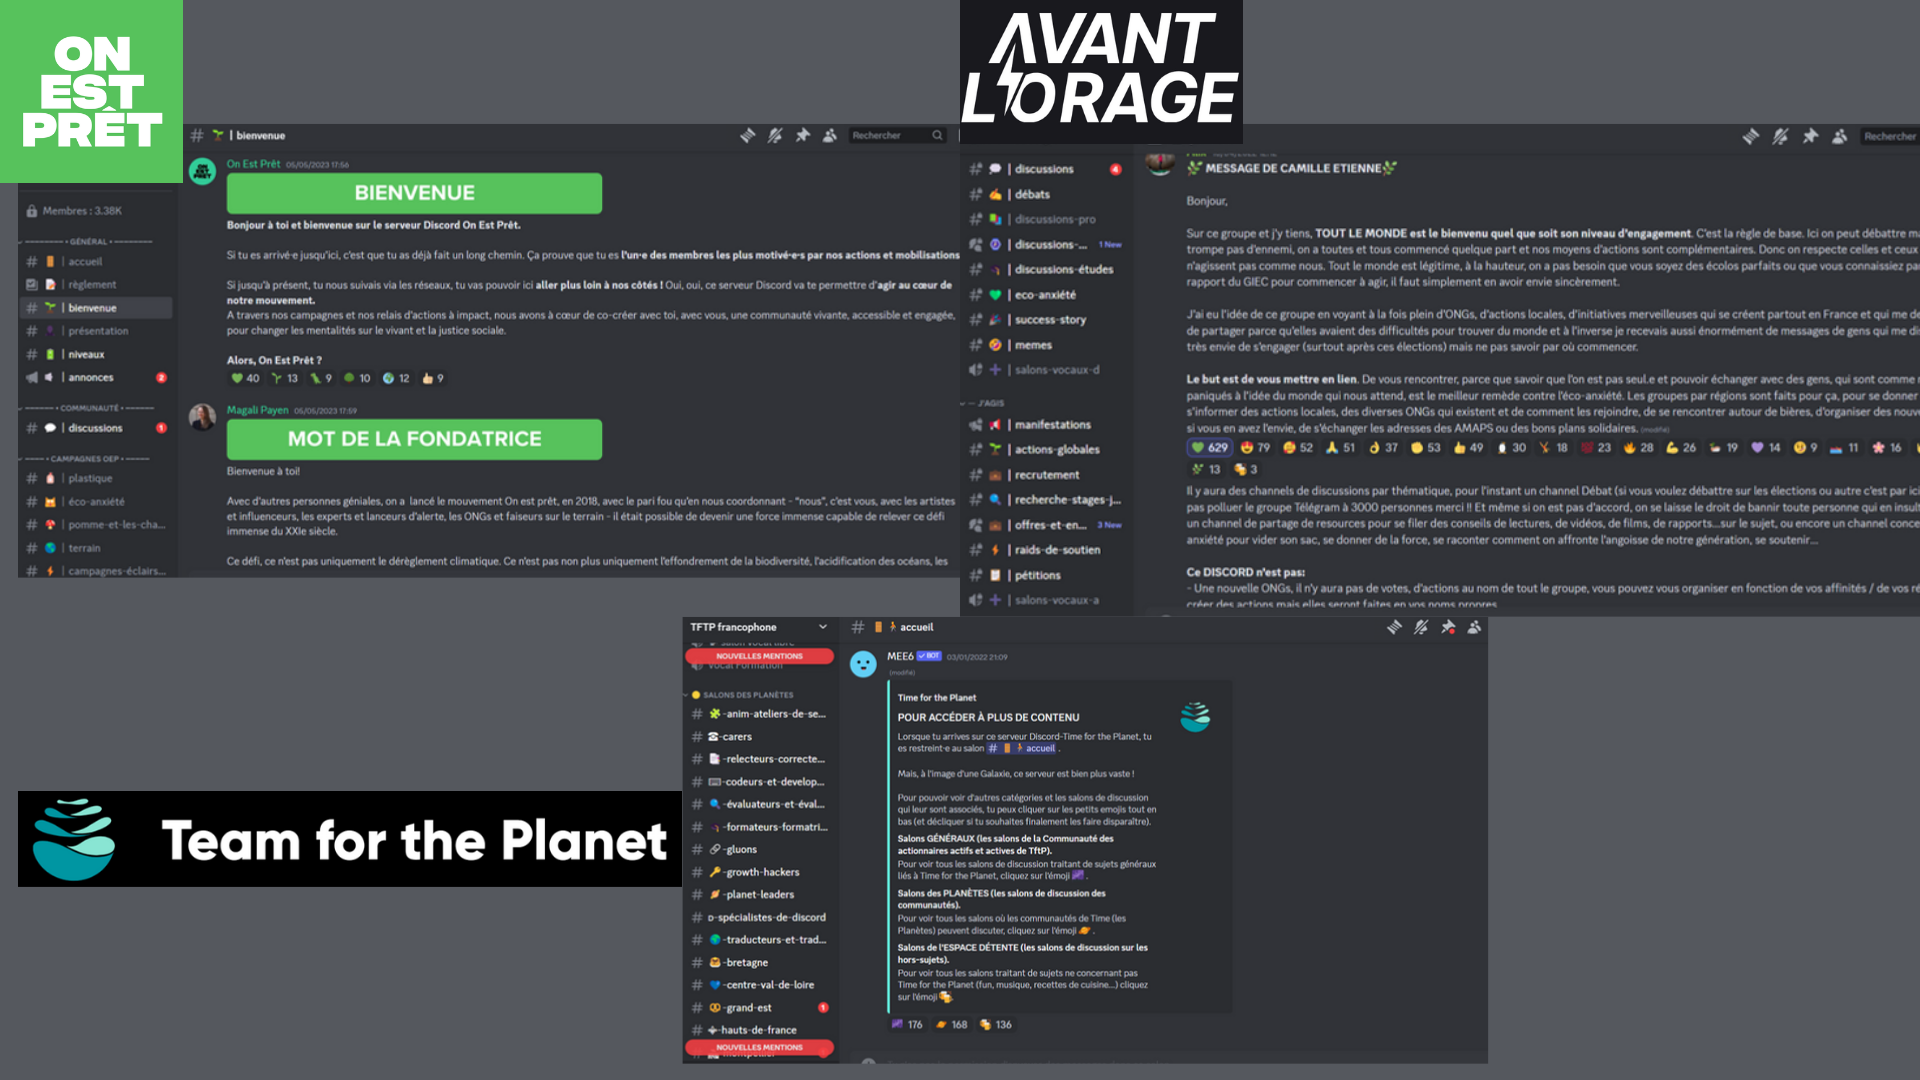 ON
EST
PRÊT
| bienvenue
Rechercher
Membres : 3.38K
• GÉNÉRAL •
| accueil
| règlement
| bienvenue
| présentation
| niveaux
| annonces
2
• COMMUNAUTÉ •
| discussions
1
• CAMPAGNES OEP •
| plastique
| éco-anxiété
| pomme-et-les-cha...
| terrain
| campagnes-éclairs...
On Est Prêt 05/05/2023 17:56
BIENVENUE
Bonjour à toi et bienvenue sur le serveur Discord On Est Prêt.
Si tu es arrivé·e jusqu'ici, c'est que tu as déjà fait un long chemin. Ça prouve que tu es l'un·e des membres les plus motivé·e·s par nos actions et mobilisations
Si jusqu'à présent, tu nous suivais via les réseaux, tu vas pouvoir ici aller plus loin à nos côtés ! Oui, oui, ce serveur Discord va te permettre d'agir au cœur de
notre mouvement.
A travers nos campagnes et nos relais d'actions à impact, nous avons à cœur de co-créer avec toi, avec vous, une communauté vivante, accessible et engagée,
pour changer les mentalités sur le vivant et la justice sociale.
Alors, On Est Prêt ?
40 13 9 10 12 9
Magali Payen 05/05/2023 17:59
MOT DE LA FONDATRICE
Bienvenue à toi!
Avec d'autres personnes géniales, on a lancé le mouvement On est prêt, en 2018, avec le pari fou qu'en nous coordonnant - "nous", c'est vous, avec les artistes
et influenceurs, les experts et lanceurs d'alerte, les ONGs et faiseurs sur le terrain - il était possible de devenir une force immense capable de relever ce défi
immense du XXIe siècle.
Ce défi, ce n'est pas uniquement le dérèglement climatique. Ce n'est pas non plus uniquement l'effondrement de la biodiversité, l'acidification des océans, les
AVANT
L'ORAGE
Rechercher
| discussions
4
| débats
| discussions-pro
| discussions-... 1 New
| discussions-études
| eco-anxiété
| success-story
| memes
| salons-vocaux-d
— J'AGIS
| manifestations
| actions-globales
| recrutement
| recherche-stages-j...
| offres-et-en... 3 New
| raids-de-soutien
| pétitions
| salons-vocaux-a
MESSAGE DE CAMILLE ETIENNE
Bonjour,
Sur ce groupe et j'y tiens, TOUT LE MONDE est le bienvenu quel que soit son niveau d'engagement. C'est la règle de base. Ici on peut débattre ma
trompe pas d'ennemi, on a toutes et tous commencé quelque part et nos moyens d'actions sont complémentaires. Donc on respecte celles et ceux
n'agissent pas comme nous. Tout le monde est légitime, à la hauteur, on a pas besoin que vous soyez des écolos parfaits ou que vous connaissiez pa
rapport du GIEC pour commencer à agir, il faut simplement en avoir envie sincèrement.
J'ai eu l'idée de ce groupe en voyant à la fois plein d'ONGs, d'actions locales, d'initiatives merveilleuses qui se créent partout en France et qui me de
de partager parce qu'elles avaient des difficultés pour trouver du monde et à l'inverse je recevais aussi énormément de messages de gens qui me dis
très envie de s'engager (surtout après ces élections) mais ne pas savoir par où commencer.
Le but est de vous mettre en lien. De vous rencontrer, parce que savoir que l'on est pas seul.e et pouvoir échanger avec des gens, qui sont comme
paniqués à l'idée du monde qui nous attend, est le meilleur remède contre l'éco-anxiété. Les groupes par régions sont faits pour ça, pour se donner
s'informer des actions locales, des diverses ONGs qui existent et de comment les rejoindre, de se rencontrer autour de bières, d'organiser des nouv
si vous en avez l'envie, de s'échanger les adresses des AMAPS ou des bons plans solidaires. (modifié)
629 79 52 51 37 53 49 30 18 23 28 26 19 14 9 11 16
13 3
Il y aura des channels de discussions par thématique, pour l'instant un channel Débat (si vous voulez débattre sur les élections ou autre c'est par ici
pas polluer le groupe Télégram à 3000 personnes merci !! Et même si on est pas d'accord, on se laisse le droit de bannir toute personne qui en insult
un channel de partage de resources pour se filer des conseils de lectures, de vidéos, de films, de rapports...sur le sujet, ou encore un channel conce
anxiété pour vider son sac, se donner de la force, se raconter comment on affronte l'angoisse de notre génération, se soutenir...
Ce DISCORD n'est pas:
- Une nouvelle ONGs, il n'y aura pas de votes, d'actions au nom de tout le groupe, vous pouvez vous organiser en fonction de vos affinités / de vos ré
créer des actions mais elles seront faites en vos noms propres
Team for the Planet
TFTP francophone
NOUVELLES MENTIONS
Vocal Formation
SALONS DES PLANÈTES
-anim-ateliers-de-se...
-carers
-relecteurs-correcte...
-codeurs-et-develop...
-évaluateurs-et-éval...
-formateurs-formatri...
-gluons
-growth-hackers
-planet-leaders
D-spécialistes-de-discord
-traducteurs-et-trad...
-bretagne
-centre-val-de-loire
-grand-est
1
-hauts-de-france
NOUVELLES MENTIONS
accueil
MEE6 BOT 03/01/2022 21:09
(modifié)
Time for the Planet
POUR ACCÉDER À PLUS DE CONTENU
Lorsque tu arrives sur ce serveur Discord-Time for the Planet, tu
es restreint·e au salon # accueil .
Mais, à l'image d'une Galaxie, ce serveur est bien plus vaste !
Pour pouvoir voir d'autres catégories et les salons de discussion
qui leur sont associés, tu peux cliquer sur les petits emojis tout en
bas (et décliquer si tu souhaites finalement les faire disparaître).
Salons GÉNÉRAUX (les salons de la Communauté des
actionnaires actifs et actives de TftP).
Pour voir tous les salons de discussion traitant de sujets généraux
liés à Time for the Planet, cliquez sur l'émoji .
Salons des PLANÈTES (les salons de discussion des
communautés).
Pour voir tous les salons où les communautés de Time (les
Planètes) peuvent discuter, cliquez sur l'émoji .
Salons de l'ESPACE DÉTENTE (les salons de discussion sur les
hors-sujets).
Pour voir tous les salons traitant de sujets ne concernant pas
Time for the Planet (fun, musique, recettes de cuisine...) cliquez
sur l'émoji .
176 168 136